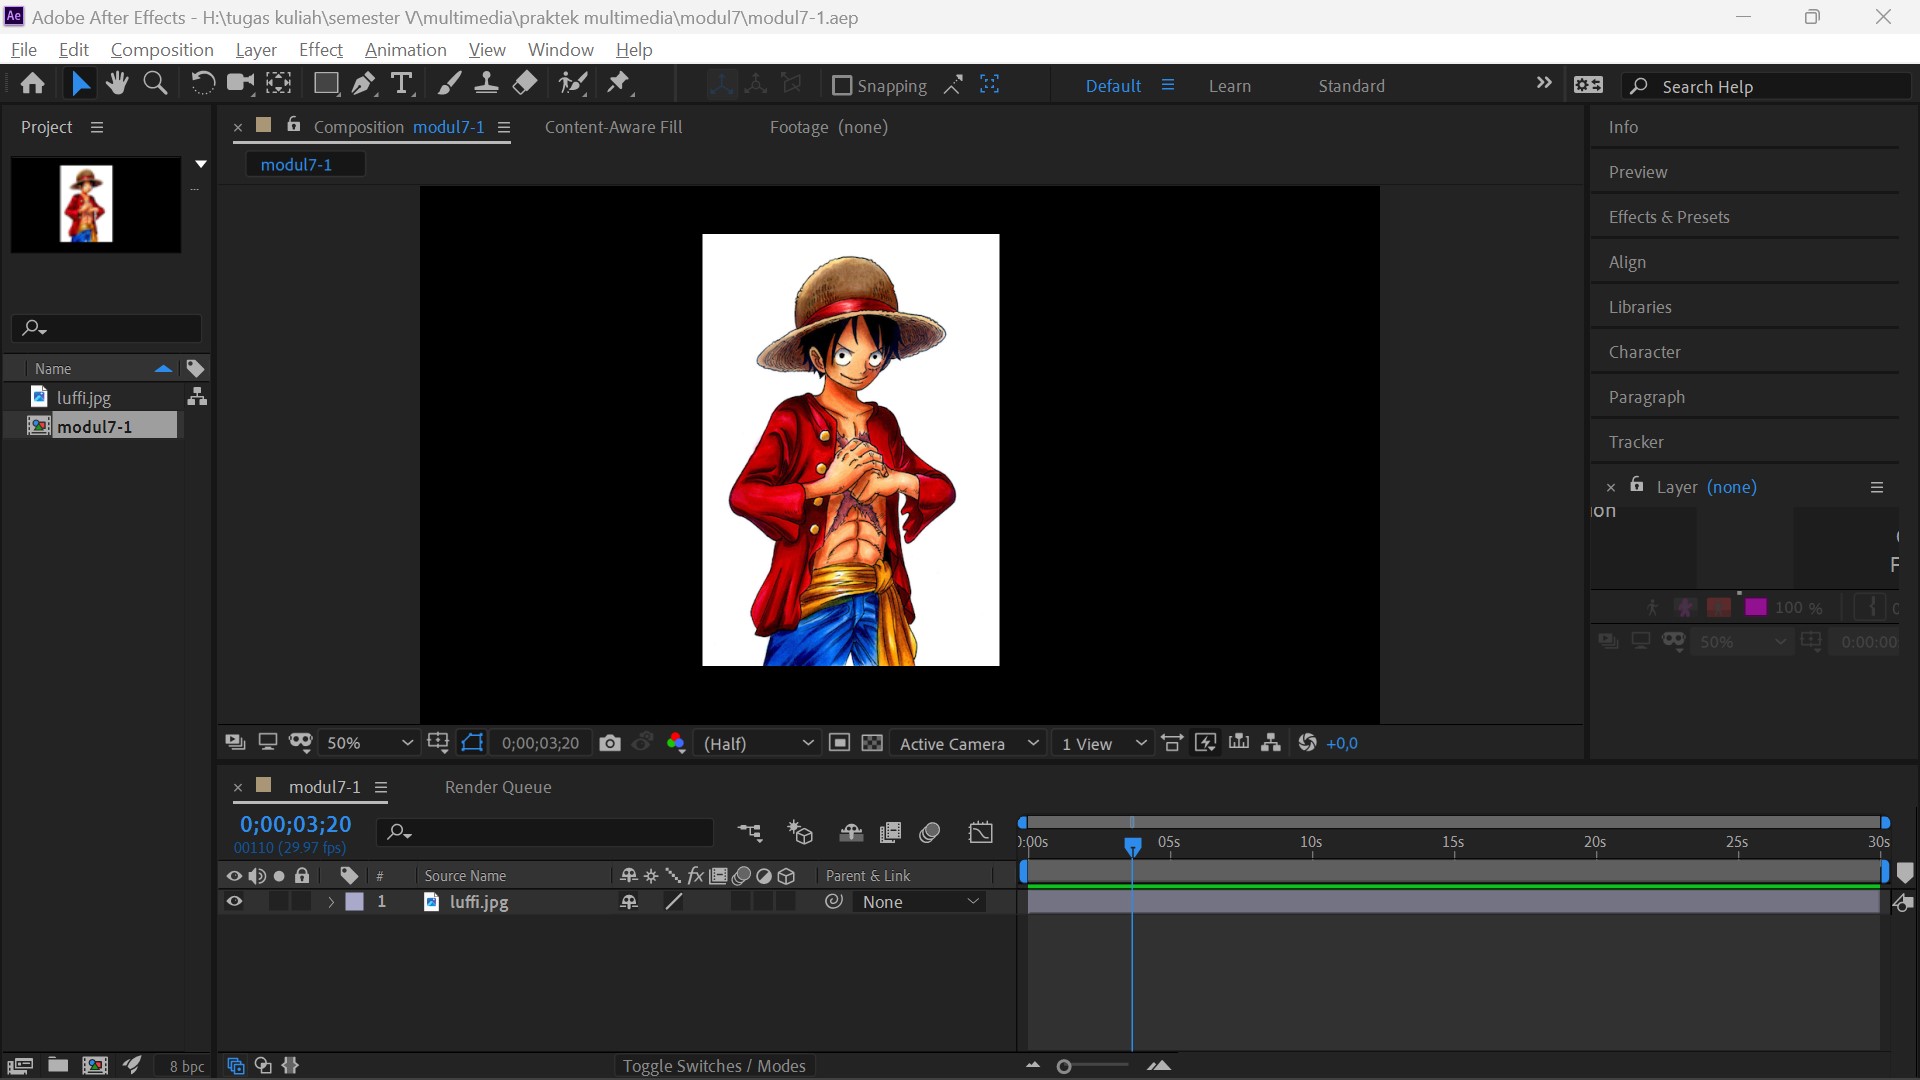 Ae Adobe After Effects - H:\tugas kuliah\semester V\multimedia\praktek multimedia\modul7\modul7-1.aep
File Edit Composition Layer Effect Animation View Window Help
Snapping Default Learn Standard Search Help
Project
Composition modul7-1 Content-Aware Fill Footage (none)
modul7-1
Info
Preview
Effects & Presets
Align
Libraries
Character
Paragraph
Tracker
Layer (none)
Name
luffi.jpg
modul7-1
100 %
50% 0:00:00
50% 0;00;03;20 (Half) Active Camera 1 View +0,0
modul7-1 Render Queue
0;00;03;20
00110 (29.97 fps)
):00s 05s 10s 15s 20s 25s 30s
# Source Name fx Parent & Link
1 luffi.jpg None
8 bpc Toggle Switches / Modes